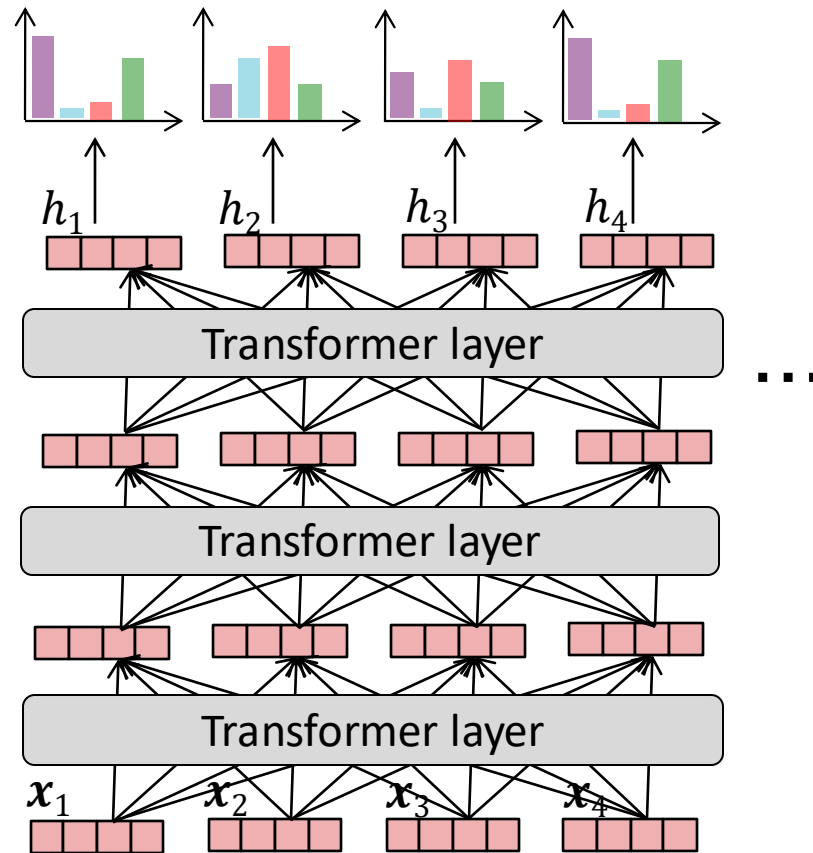 h₁ h₂ h₃ h₄
Transformer layer
...
Transformer layer
Transformer layer
x₁ x₂ x₃ x₄